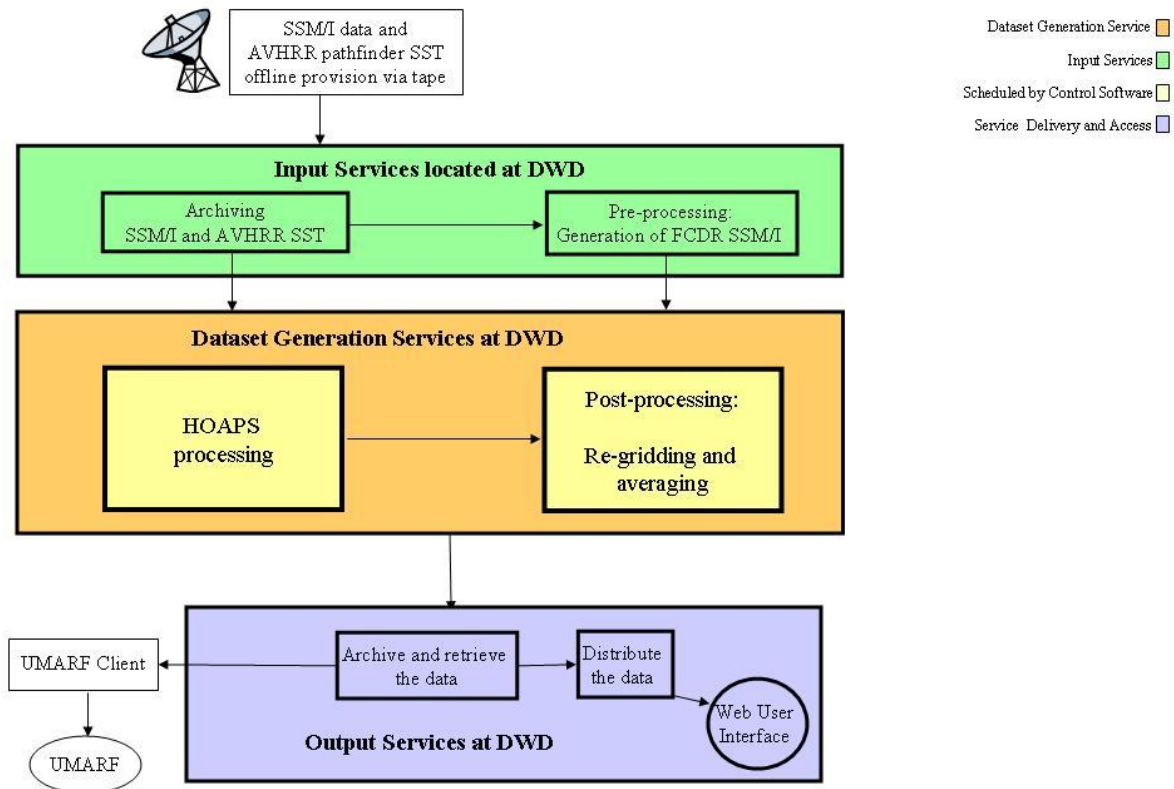 SSM/I data and
AVHRR pathfinder SST
offline provision via tape
Dataset Generation Service
Input Services
Scheduled by Control Software
Service Delivery and Access
Input Services located at DWD
Archiving
SSM/I and AVHRR SST
Pre-processing:
Generation of FCDR SSM/I
Dataset Generation Services at DWD
HOAPS
processing
Post-processing:
Re-gridding and
averaging
UMARF Client
Archive and retrieve
the data
Distribute
the data
Web User
Interface
Output Services at DWD
UMARF